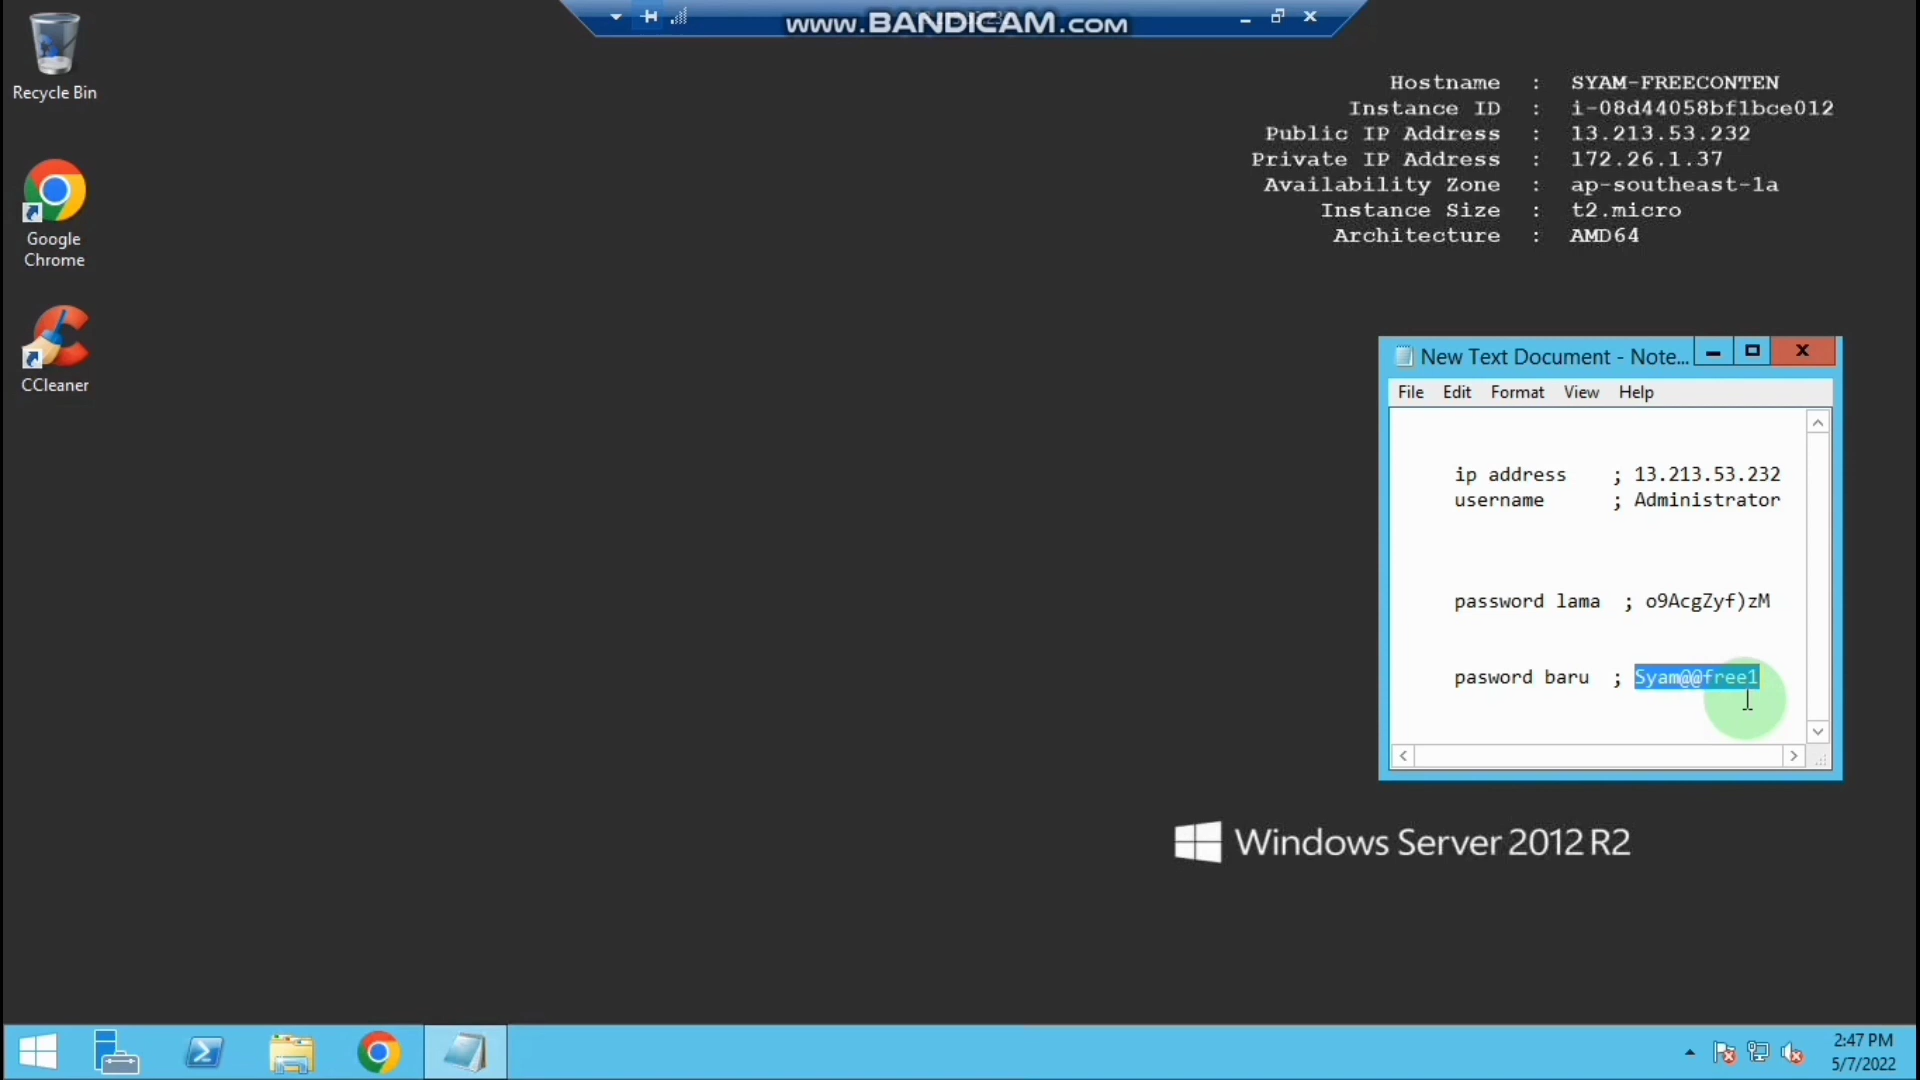 www.BANDICAM.com
Recycle Bin
Google
Chrome
CCleaner
Hostname : SYAM-FREECONTEN
Instance ID : i-08d44058bf1bce012
Public IP Address : 13.213.53.232
Private IP Address : 172.26.1.37
Availability Zone : ap-southeast-1a
Instance Size : t2.micro
Architecture : AMD64
New Text Document - Note...
File Edit Format View Help
ip address ; 13.213.53.232
username ; Administrator
password lama ; o9AcgZyf)zM
pasword baru ; Syam@@free1
Windows Server 2012 R2
2:47 PM
5/7/2022